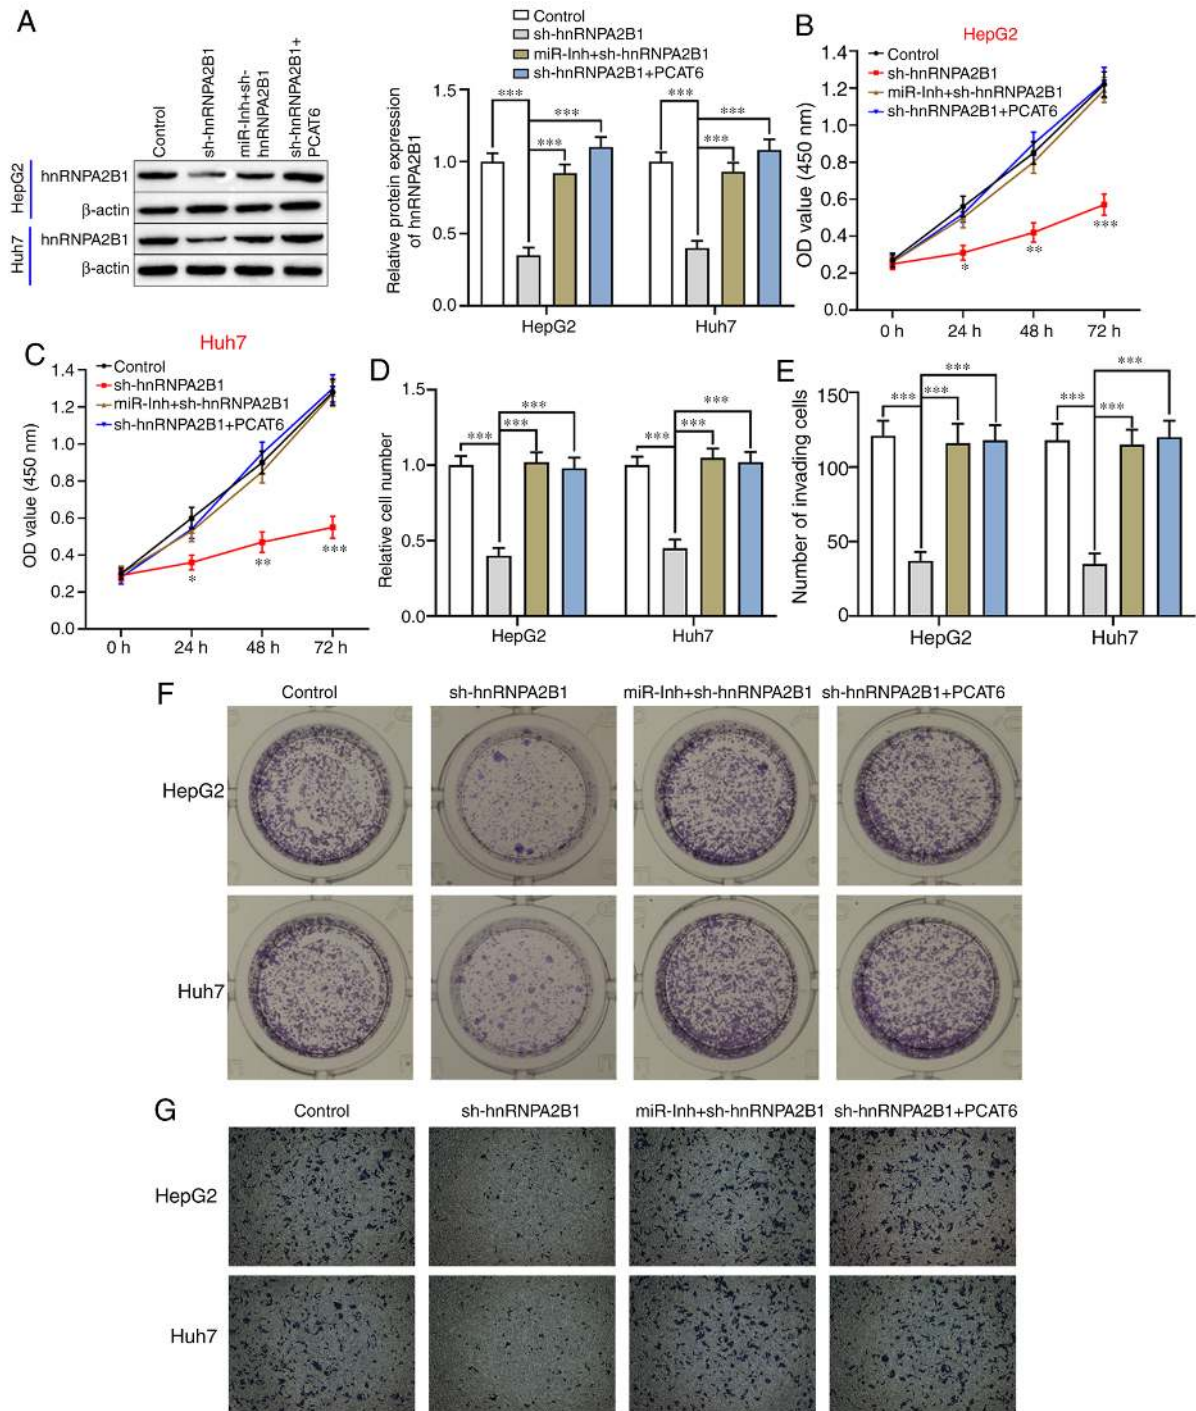 A
Control
sh-hnRNPA2B1
miR-Inh+sh-
hnRNPA2B1
sh-hnRNPA2B1+
PCAT6
HepG2
hnRNPA2B1
β-actin
Huh7
hnRNPA2B1
β-actin
Control
sh-hnRNPA2B1
miR-Inh+sh-hnRNPA2B1
sh-hnRNPA2B1+PCAT6
Relative protein expression
of hnRNPA2B1
1.5
1.0
0.5
0.0
*** *** *** *** *** ***
HepG2 Huh7
B
HepG2
Control
sh-hnRNPA2B1
miR-Inh+sh-hnRNPA2B1
sh-hnRNPA2B1+PCAT6
OD value (450 nm)
1.4
1.2
1.0
0.8
0.6
0.4
0.2
0.0
* ** ***
0 h 24 h 48 h 72 h
C
Huh7
Control
sh-hnRNPA2B1
miR-Inh+sh-hnRNPA2B1
sh-hnRNPA2B1+PCAT6
OD value (450 nm)
1.4
1.2
1.0
0.8
0.6
0.4
0.2
0.0
* ** ***
0 h 24 h 48 h 72 h
D
Relative cell number
1.5
1.0
0.5
0.0
*** *** *** *** *** ***
HepG2 Huh7
E
Number of invading cells
150
100
50
0
*** *** *** *** *** ***
HepG2 Huh7
F
Control sh-hnRNPA2B1 miR-Inh+sh-hnRNPA2B1 sh-hnRNPA2B1+PCAT6
HepG2
Huh7
G
Control sh-hnRNPA2B1 miR-Inh+sh-hnRNPA2B1 sh-hnRNPA2B1+PCAT6
HepG2
Huh7